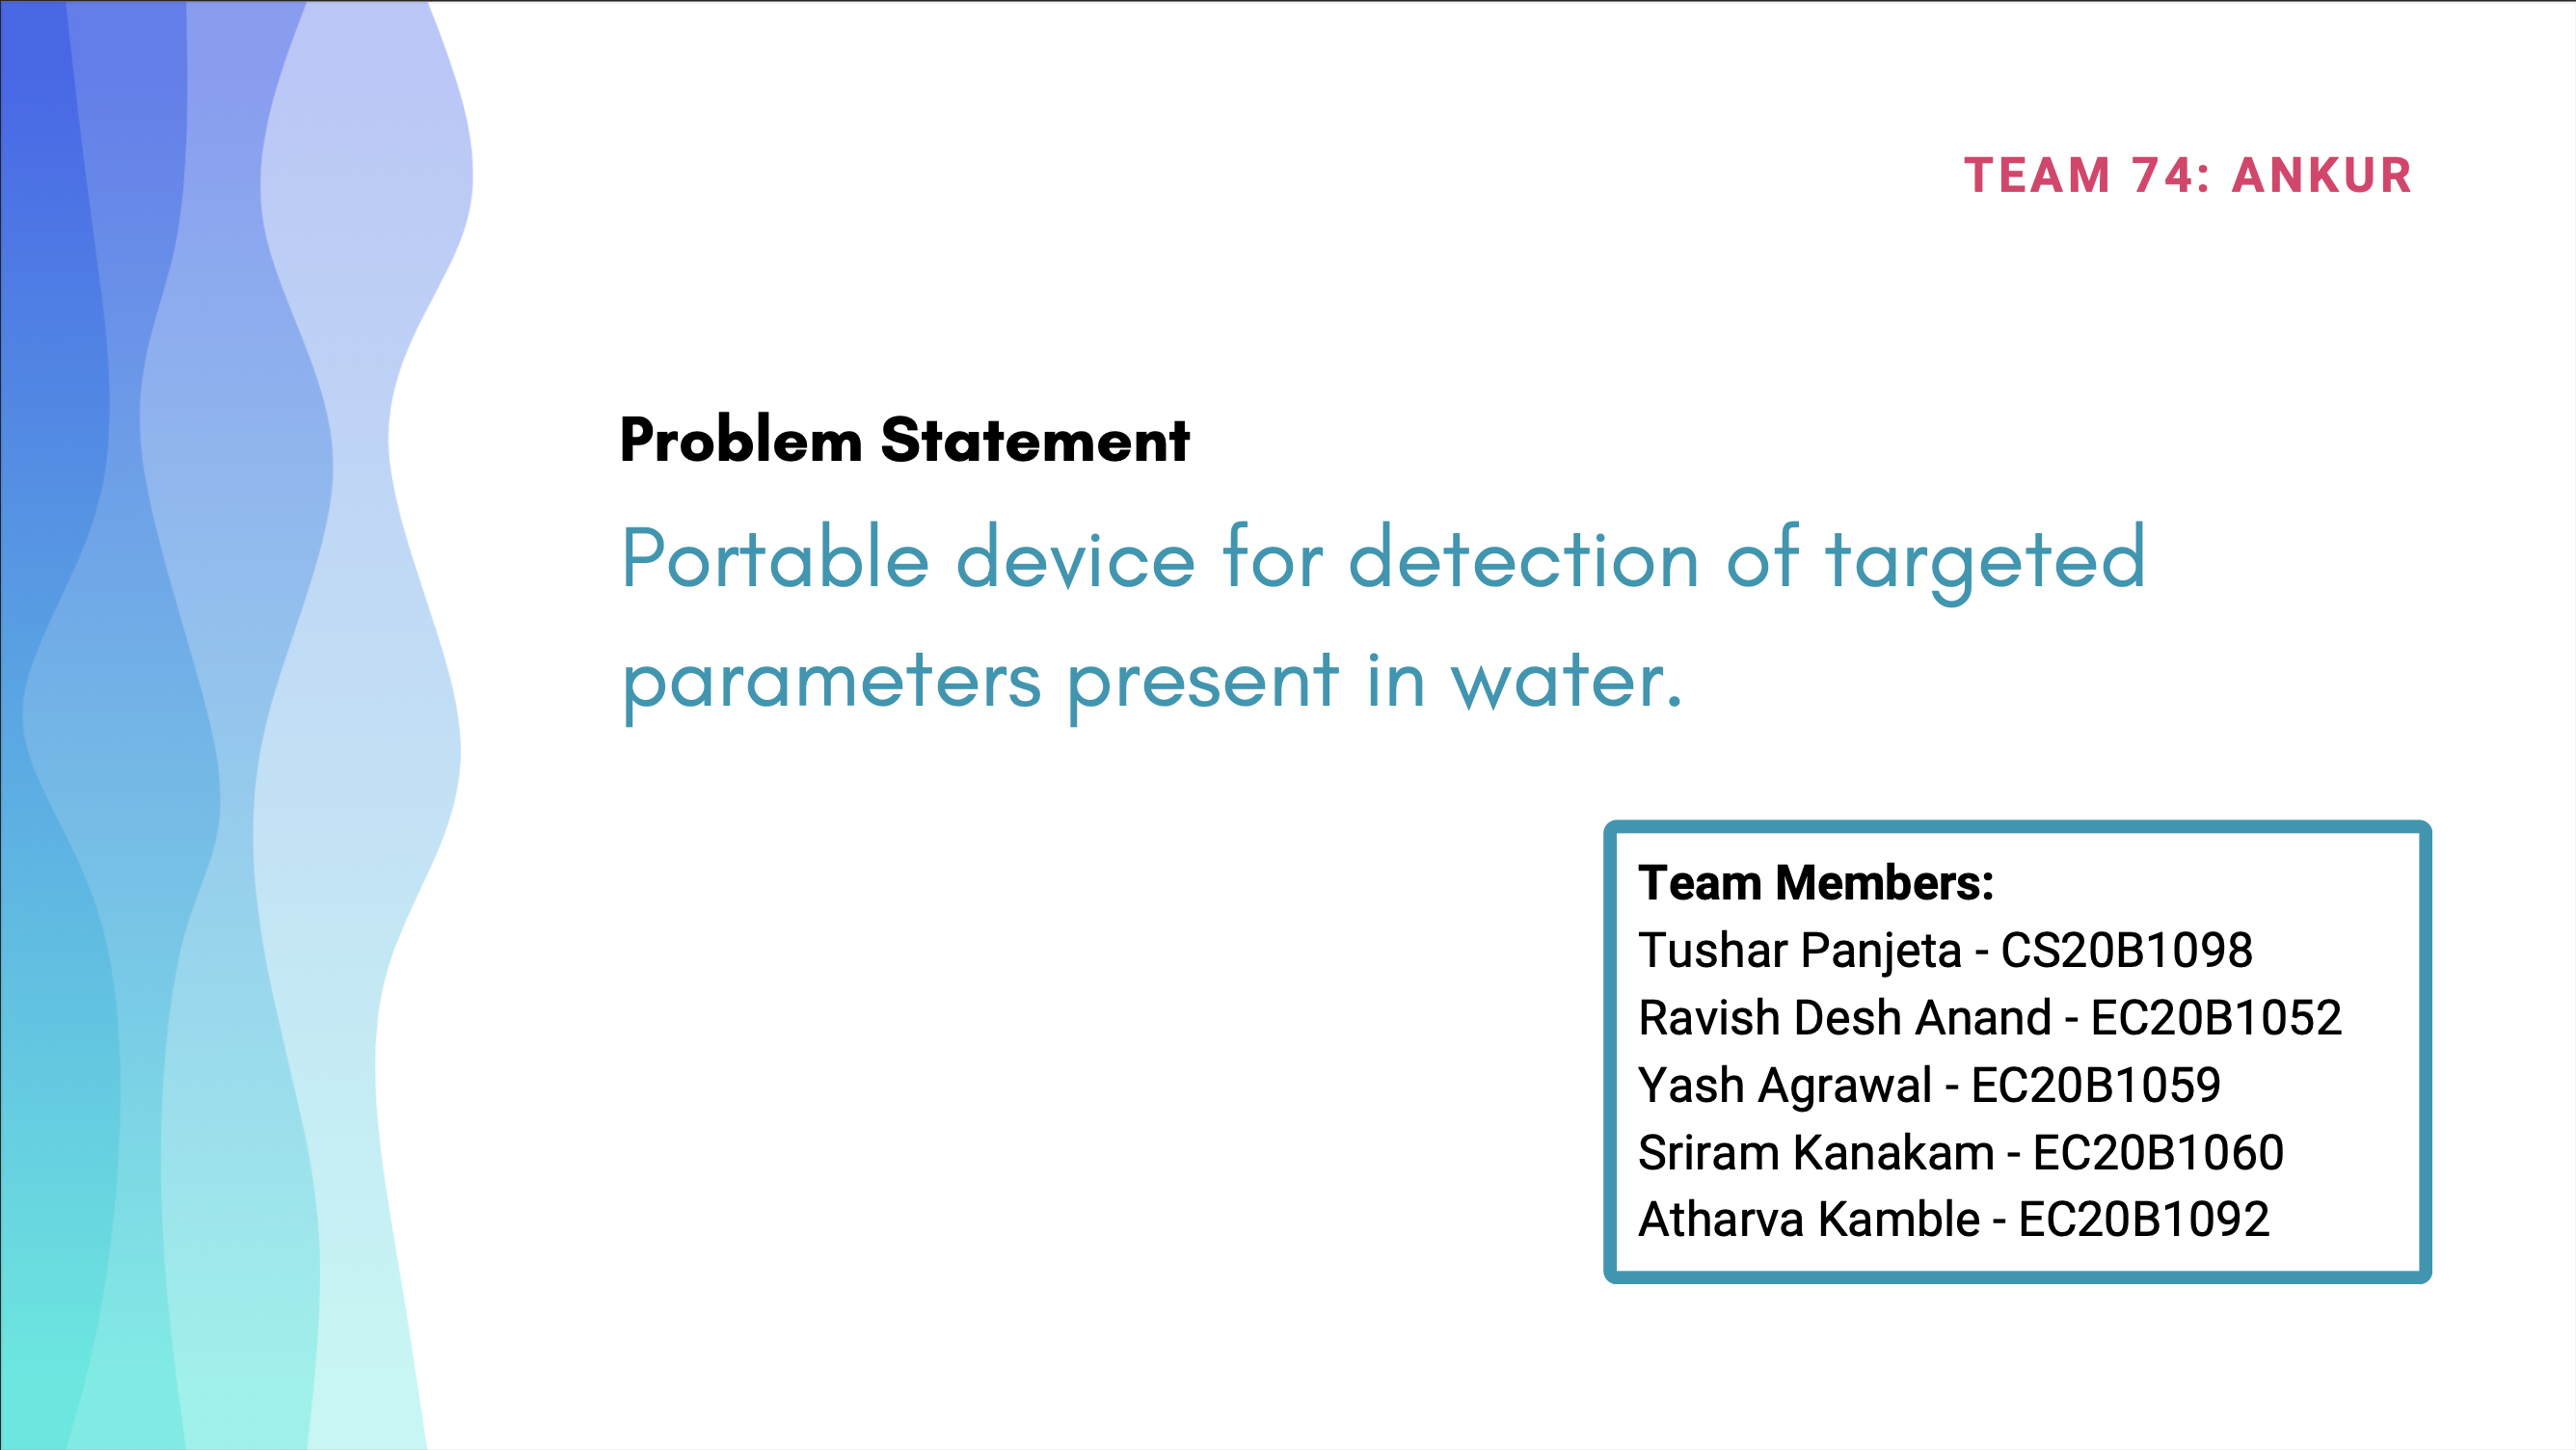 TEAM 74: ANKUR
Problem Statement
Portable device for detection of targeted
parameters present in water.
Team Members:
Tushar Panjeta - CS20B1098
Ravish Desh Anand - EC20B1052
Yash Agrawal - EC20B1059
Sriram Kanakam - EC20B1060
Atharva Kamble - EC20B1092